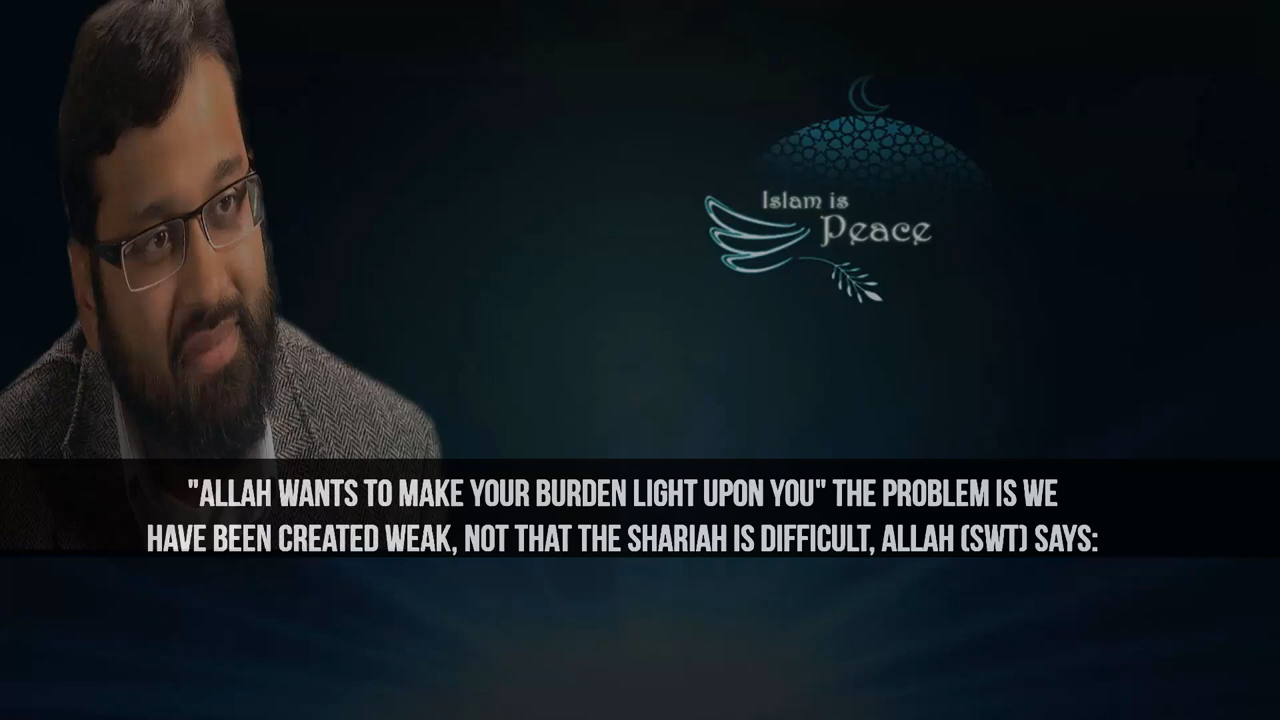 Islam is
Peace
"ALLAH WANTS TO MAKE YOUR BURDEN LIGHT UPON YOU" THE PROBLEM IS WE
HAVE BEEN CREATED WEAK, NOT THAT THE SHARIAH IS DIFFICULT, ALLAH (SWT) SAYS: